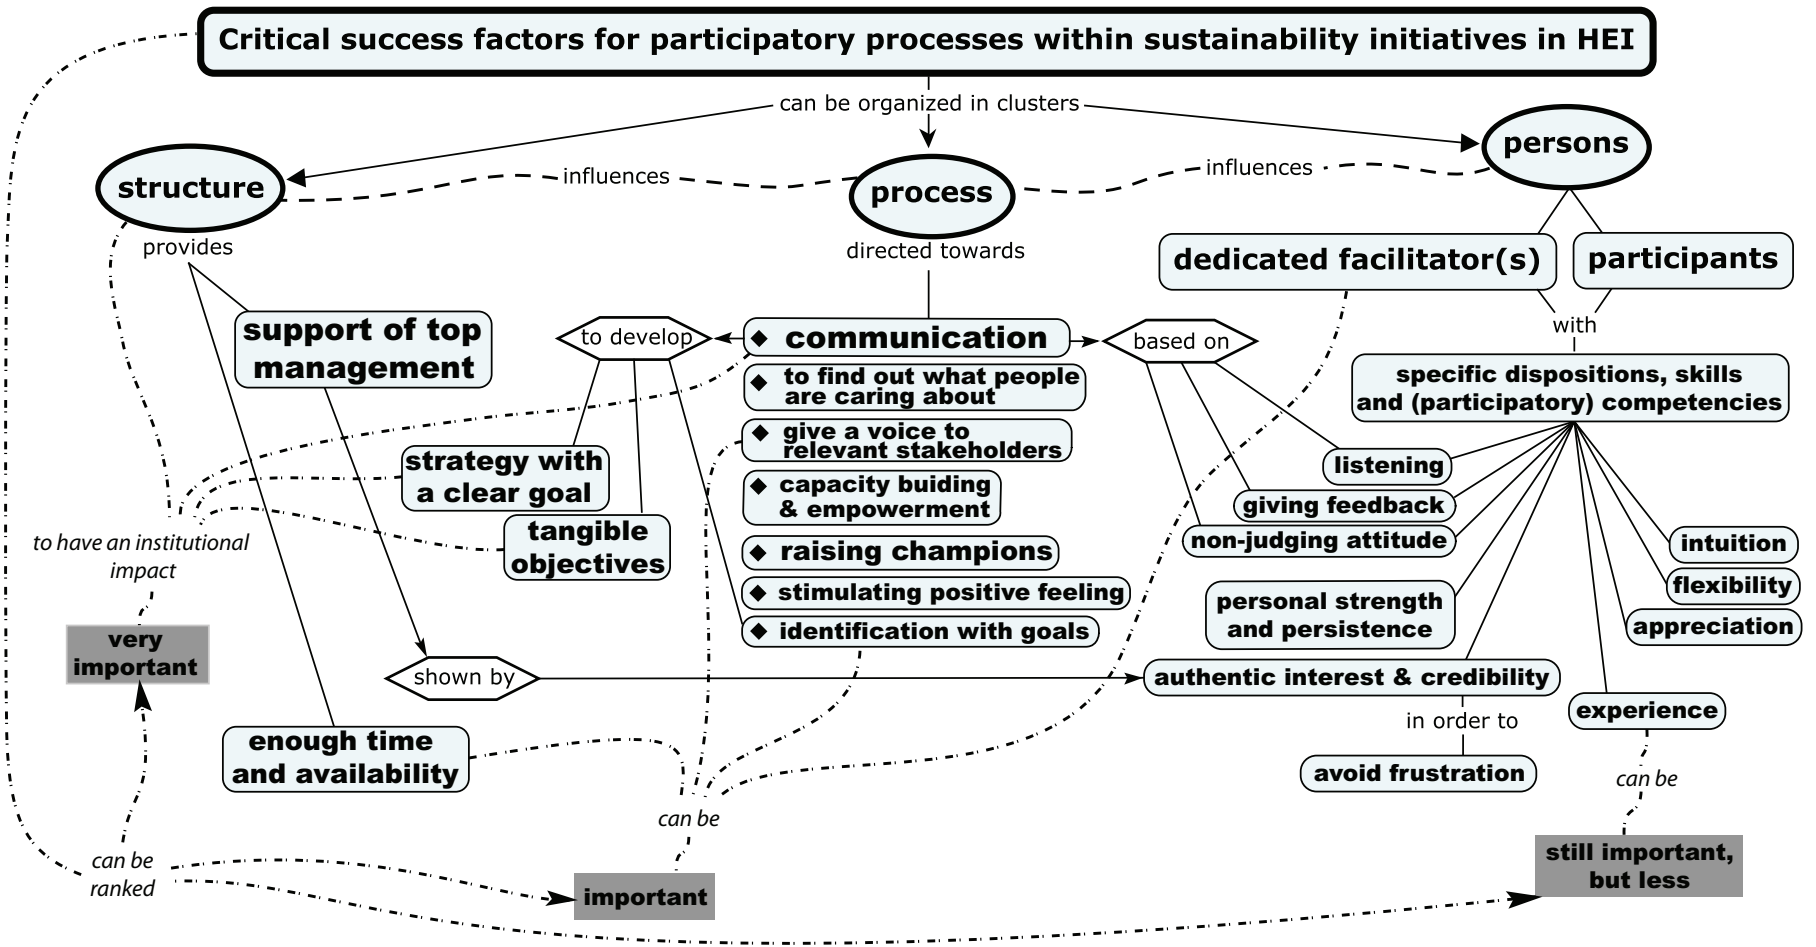 Critical success factors for participatory processes within sustainability initiatives in HEI
can be organized in clusters
structure
influences
process
influences
persons
provides
directed towards
dedicated facilitator(s)
participants
with
support of top
management
to develop
communication
based on
to find out what people
are caring about
give a voice to
relevant stakeholders
capacity buiding
& empowerment
raising champions
stimulating positive feeling
identification with goals
strategy with
a clear goal
tangible
objectives
specific dispositions, skills
and (participatory) competencies
listening
giving feedback
non-judging attitude
personal strength
and persistence
intuition
flexibility
appreciation
to have an institutional
impact
very
important
shown by
authentic interest & credibility
experience
in order to
avoid frustration
enough time
and availability
can be
can be
can be
ranked
important
still important,
but less